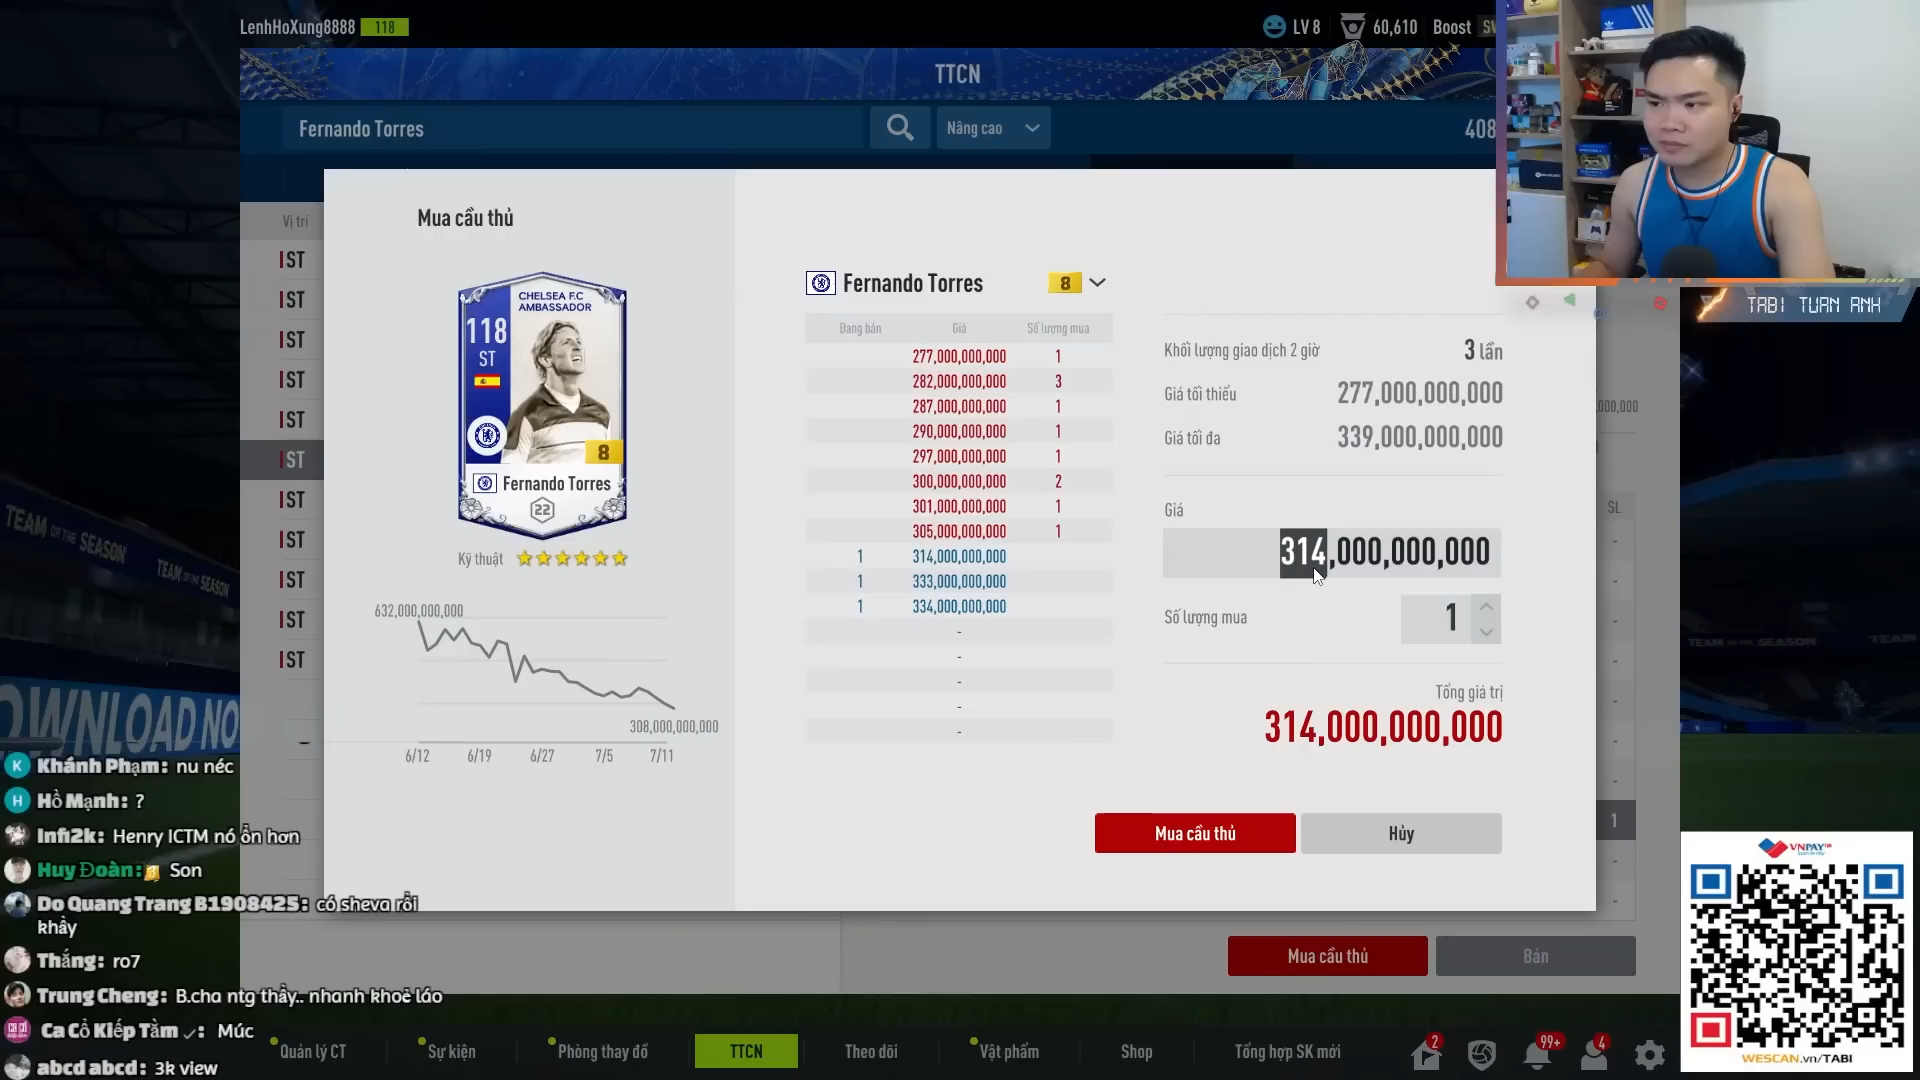 LenhHoXung8888 118
LV 8 60,610 Boost
TTCN
Fernando Torres
Nâng cao
408
Vị trí
ST
ST
ST
ST
ST
ST
ST
ST
ST
ST
ST
Mua cầu thủ
CHELSEA F.C
AMBASSADOR
118
ST
8
Fernando Torres
22
Kỹ thuật
632,000,000,000
308,000,000,000
6/12 6/19 6/27 7/5 7/11
Fernando Torres 8
Đang bán Giá Số lượng mua
277,000,000,000 1
282,000,000,000 3
287,000,000,000 1
290,000,000,000 1
297,000,000,000 1
300,000,000,000 2
301,000,000,000 1
305,000,000,000 1
1 314,000,000,000
1 333,000,000,000
1 334,000,000,000
-
-
-
-
-
Khối lượng giao dịch 2 giờ 3 lần
Giá tối thiểu 277,000,000,000
Giá tối đa 339,000,000,000
Giá
314,000,000,000
Số lượng mua 1
Tổng giá trị
314,000,000,000
Mua cầu thủ Hủy
SL
1
Mua cầu thủ Bán
TABI TUAN ANH
TEAM OF THE SEASON
TEAM OF THE SEASON
DOWNLOAD NO
Khánh Phạm: nu néc
Hồ Mạnh: ?
Infi2k: Henry ICTM nó ổn hơn
Huy Đoàn: Son
Do Quang Trang B1908425: có sheva rồi
khầy
Thắng: ro7
Trung Cheng: B.cha ntg thầy.. nhanh khoẻ láo
Ca Cổ Kiếp Tằm: Múc
abcd abcd: 3k view
Quản lý CT Sự kiện Phòng thay đồ TTCN Theo dõi Vật phẩm Shop Tổng hợp SK mới
2 99+ 4
VNPAY
WESCAN.vn/TABI